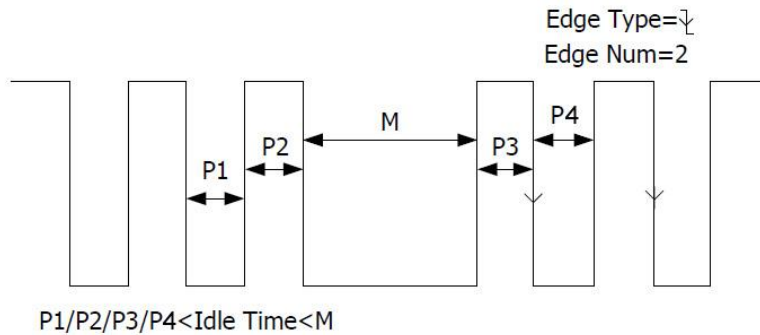 Edge Type=
Edge Num=2
M
P4
P2
P3
P1
P1/P2/P3/P4<Idle Time<M